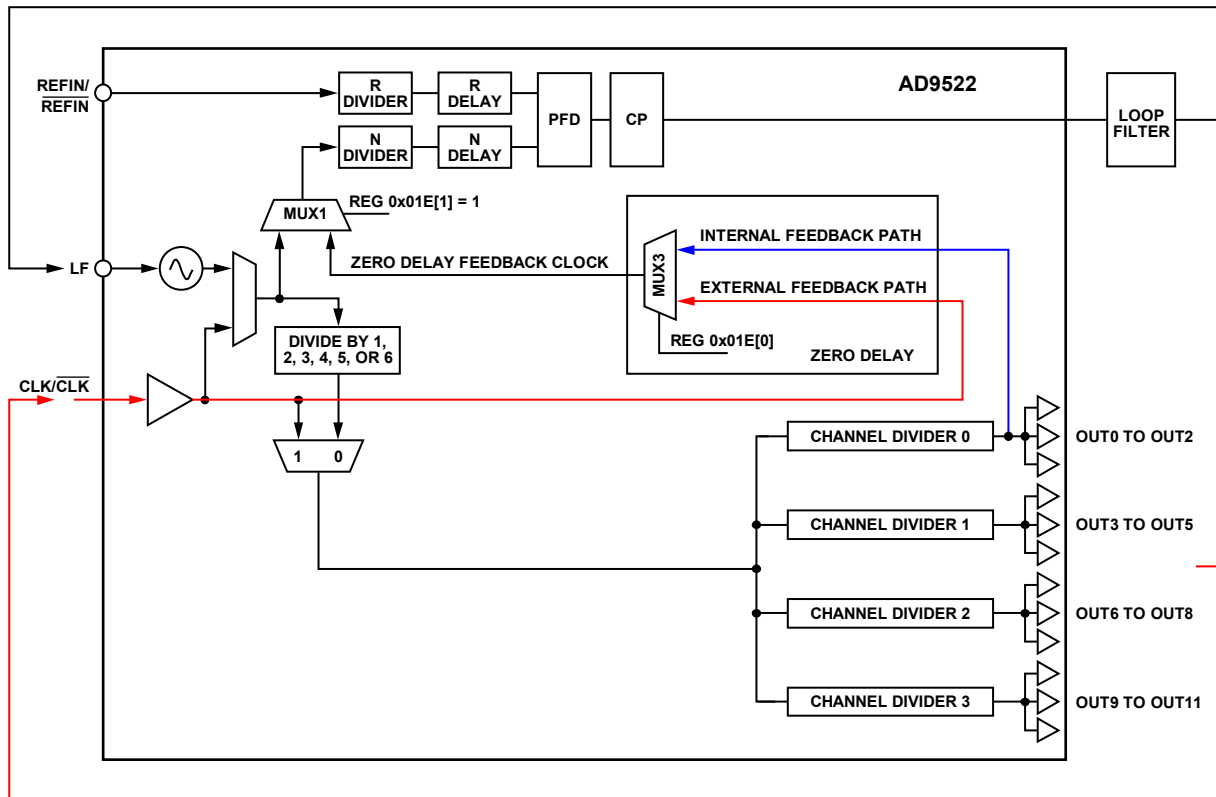 AD9522
REFIN/
REFIN
R
DIVIDER
R
DELAY
PFD
CP
LOOP
FILTER
N
DIVIDER
N
DELAY
REG 0x01E[1] = 1
MUX1
INTERNAL FEEDBACK PATH
LF
ZERO DELAY FEEDBACK CLOCK
MUX3
EXTERNAL FEEDBACK PATH
DIVIDE BY 1,
2, 3, 4, 5, OR 6
REG 0x01E[0]
ZERO DELAY
CLK/CLK
1 0
CHANNEL DIVIDER 0
OUT0 TO OUT2
CHANNEL DIVIDER 1
OUT3 TO OUT5
CHANNEL DIVIDER 2
OUT6 TO OUT8
CHANNEL DIVIDER 3
OUT9 TO OUT11